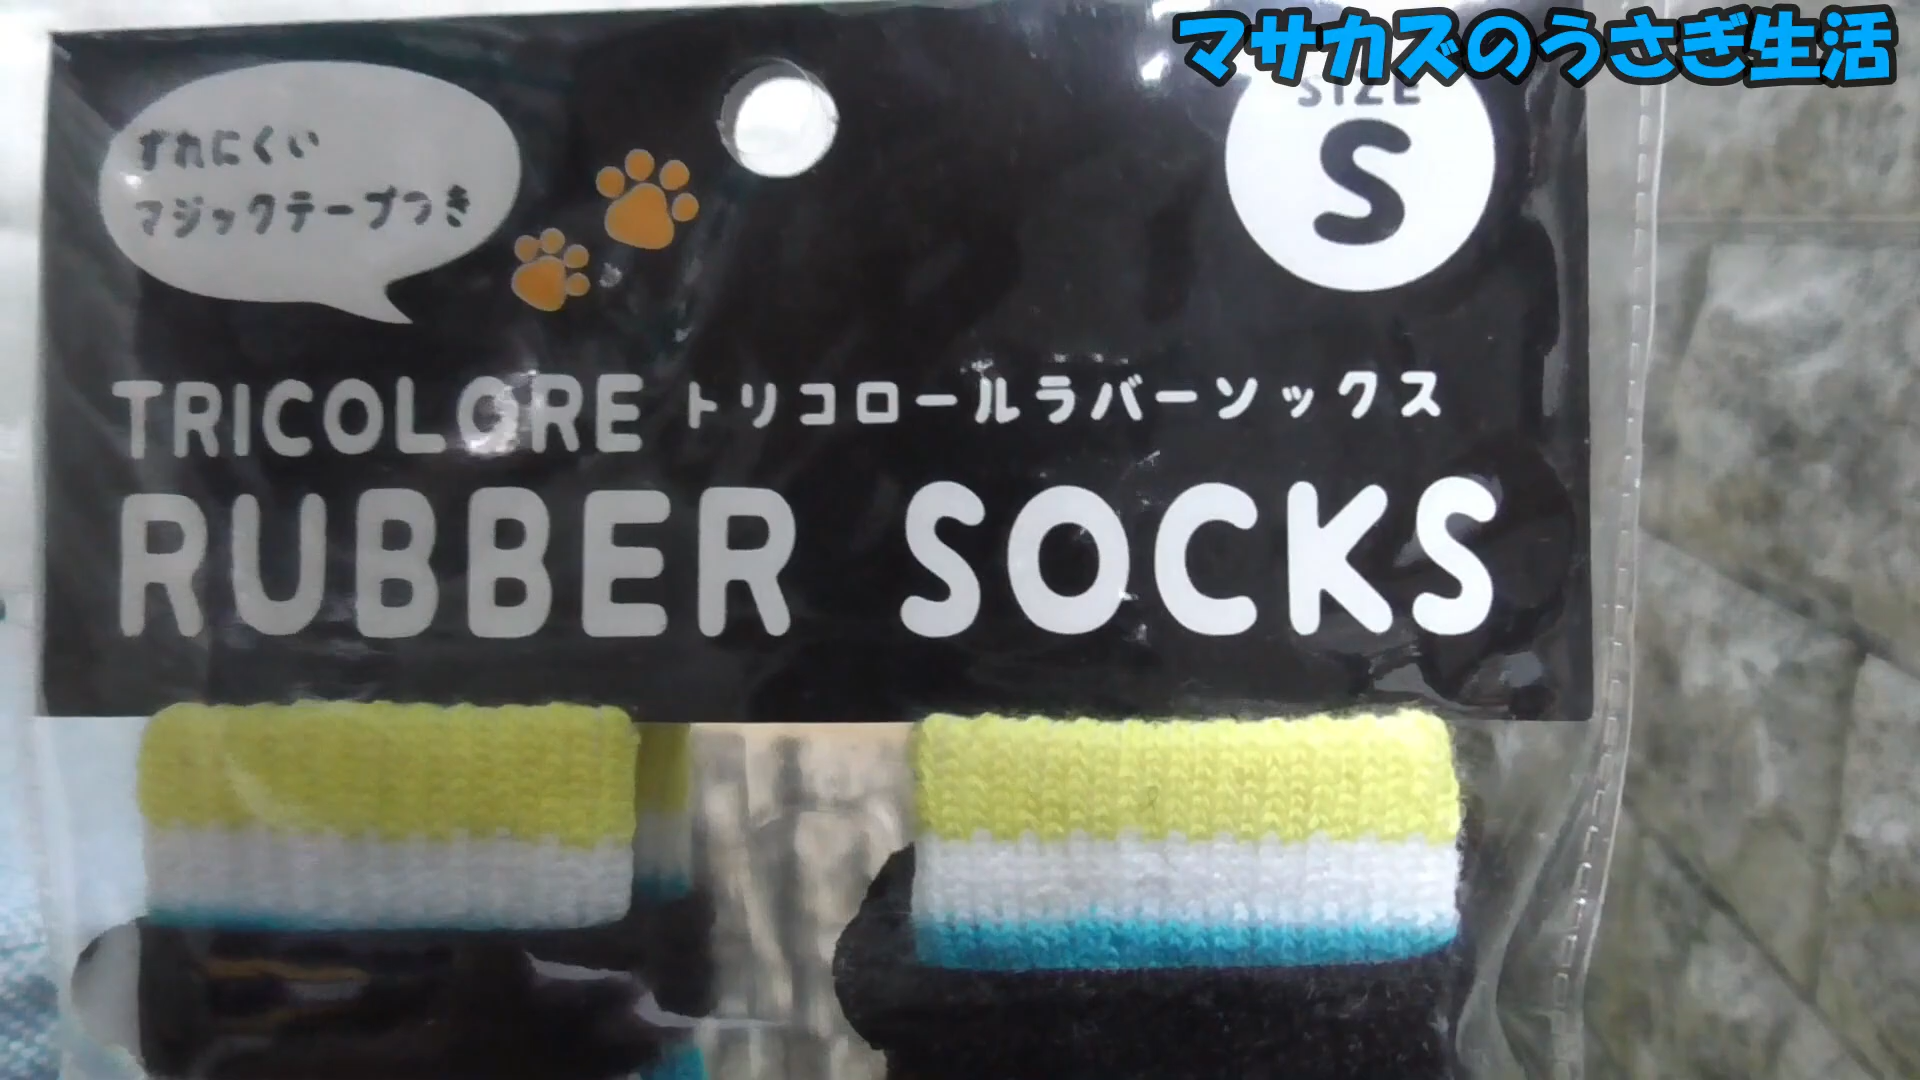 マサカズのうさぎ生活
SIZE
S
ずれにくい
マジックテープつき
TRICOLORE トリコロールラバーソックス
RUBBER SOCKS